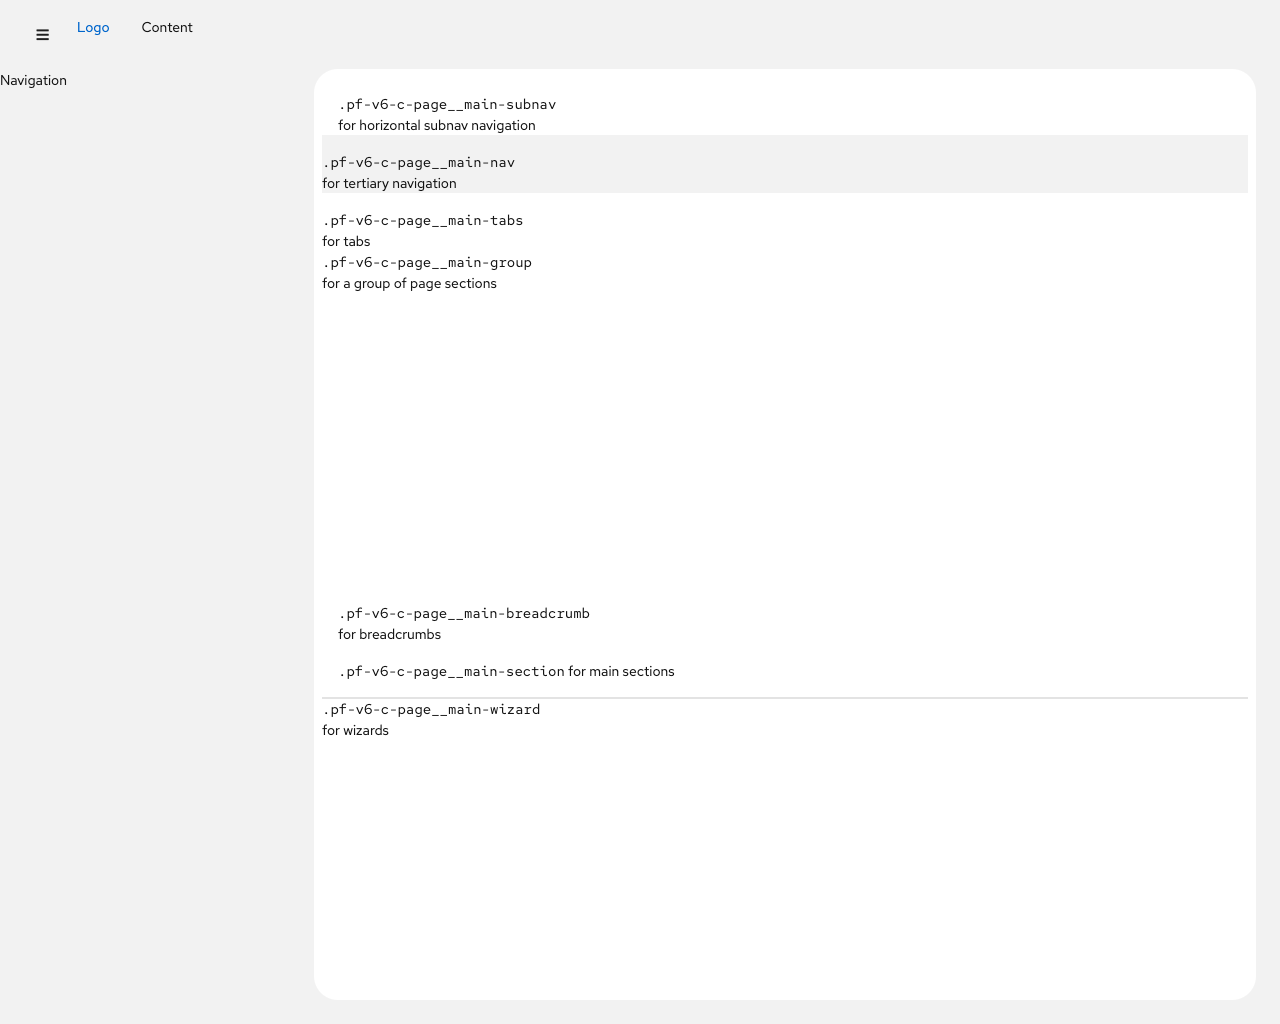 Logo
Content
Navigation
.pf-v6-c-page__main-subnav
for horizontal subnav navigation
.pf-v6-c-page__main-nav
for tertiary navigation
.pf-v6-c-page__main-tabs
for tabs
.pf-v6-c-page__main-group
for a group of page sections
.pf-v6-c-page__main-breadcrumb
for breadcrumbs
.pf-v6-c-page__main-section for main sections
.pf-v6-c-page__main-wizard
for wizards